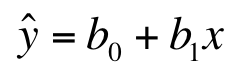 ŷ = b₀ + b₁x